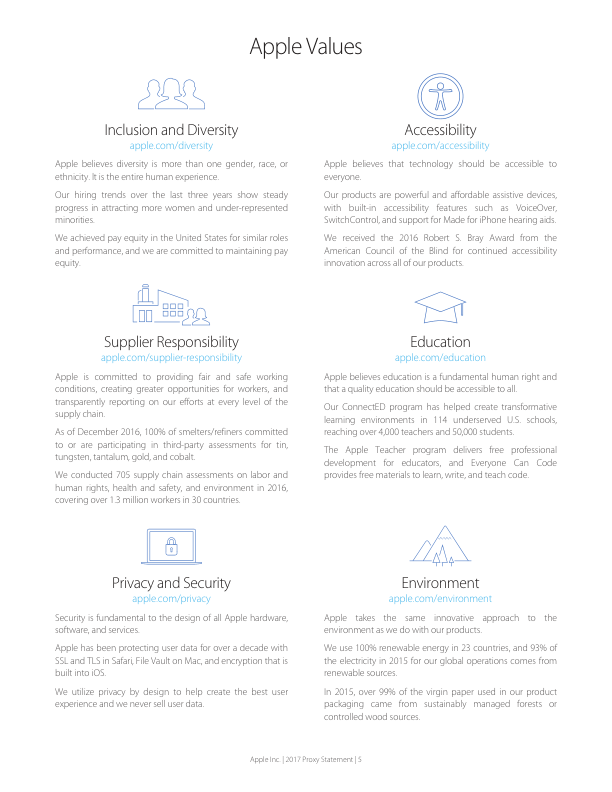 Apple Values
Inclusion and Diversity
apple.com/diversity
Apple believes diversity is more than one gender, race, or
ethnicity. It is the entire human experience.
Our hiring trends over the last three years show steady
progress in attracting more women and under-represented
minorities.
We achieved pay equity in the United States for similar roles
and performance, and we are committed to maintaining pay
equity.
Accessibility
apple.com/accessibility
Apple believes that technology should be accessible to
everyone.
Our products are powerful and affordable assistive devices,
with built-in accessibility features such as VoiceOver,
SwitchControl, and support for Made for iPhone hearing aids.
We received the 2016 Robert S. Bray Award from the
American Council of the Blind for continued accessibility
innovation across all of our products.
Supplier Responsibility
apple.com/supplier-responsibility
Apple is committed to providing fair and safe working
conditions, creating greater opportunities for workers, and
transparently reporting on our efforts at every level of the
supply chain.
As of December 2016, 100% of smelters/refiners committed
to or are participating in third-party assessments for tin,
tungsten, tantalum, gold, and cobalt.
We conducted 705 supply chain assessments on labor and
human rights, health and safety, and environment in 2016,
covering over 1.3 million workers in 30 countries.
Education
apple.com/education
Apple believes education is a fundamental human right and
that a quality education should be accessible to all.
Our ConnectED program has helped create transformative
learning environments in 114 underserved U.S. schools,
reaching over 4,000 teachers and 50,000 students.
The Apple Teacher program delivers free professional
development for educators, and Everyone Can Code
provides free materials to learn, write, and teach code.
Privacy and Security
apple.com/privacy
Security is fundamental to the design of all Apple hardware,
software, and services.
Apple has been protecting user data for over a decade with
SSL and TLS in Safari, File Vault on Mac, and encryption that is
built into iOS.
We utilize privacy by design to help create the best user
experience and we never sell user data.
Environment
apple.com/environment
Apple takes the same innovative approach to the
environment as we do with our products.
We use 100% renewable energy in 23 countries, and 93% of
the electricity in 2015 for our global operations comes from
renewable sources.
In 2015, over 99% of the virgin paper used in our product
packaging came from sustainably managed forests or
controlled wood sources.
Apple Inc. | 2017 Proxy Statement | 5